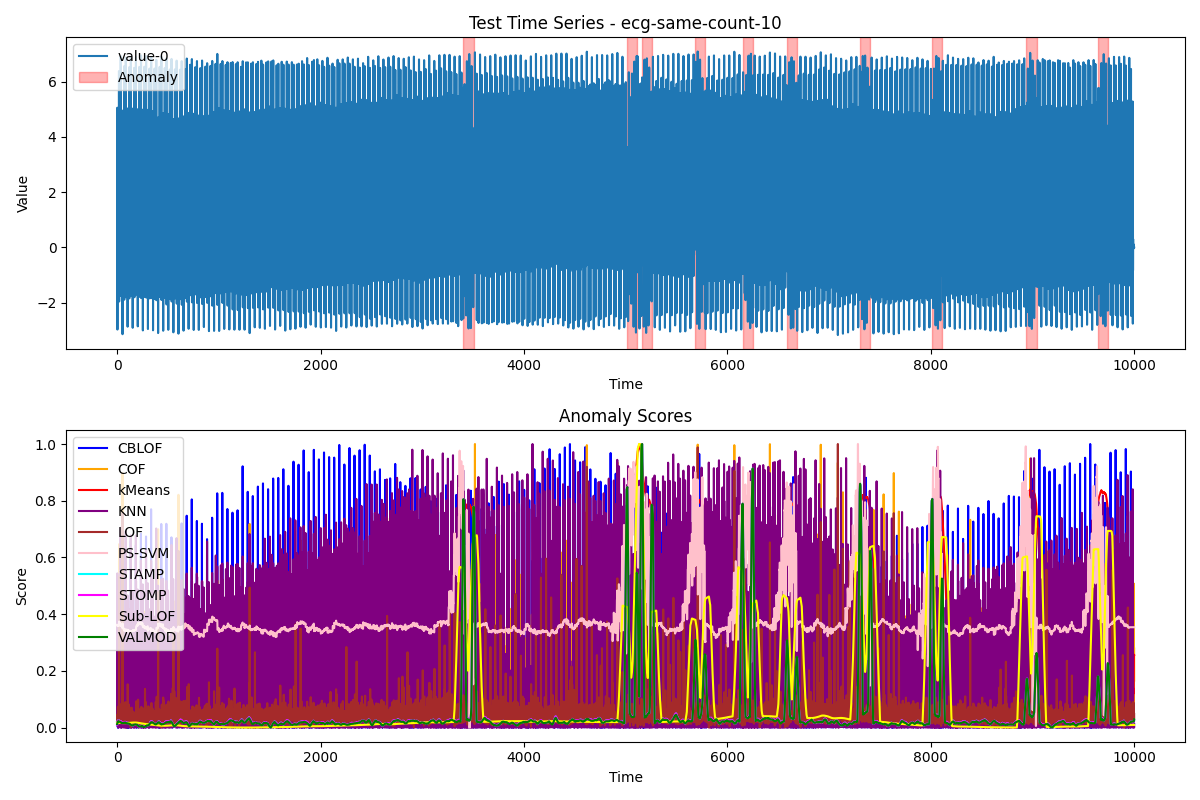 Test Time Series - ecg-same-count-10
value-0
Anomaly
Value
6
4
2
0
−2
0 2000 4000 6000 8000 10000
Time
Anomaly Scores
CBLOF
COF
kMeans
KNN
LOF
PS-SVM
STAMP
STOMP
Sub-LOF
VALMOD
Score
1.0
0.8
0.6
0.4
0.2
0.0
0 2000 4000 6000 8000 10000
Time